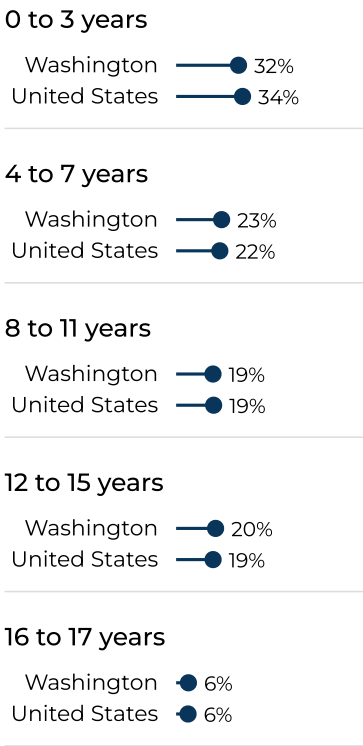 0 to 3 years
Washington 32%
United States 34%
4 to 7 years
Washington 23%
United States 22%
8 to 11 years
Washington 19%
United States 19%
12 to 15 years
Washington 20%
United States 19%
16 to 17 years
Washington 6%
United States 6%